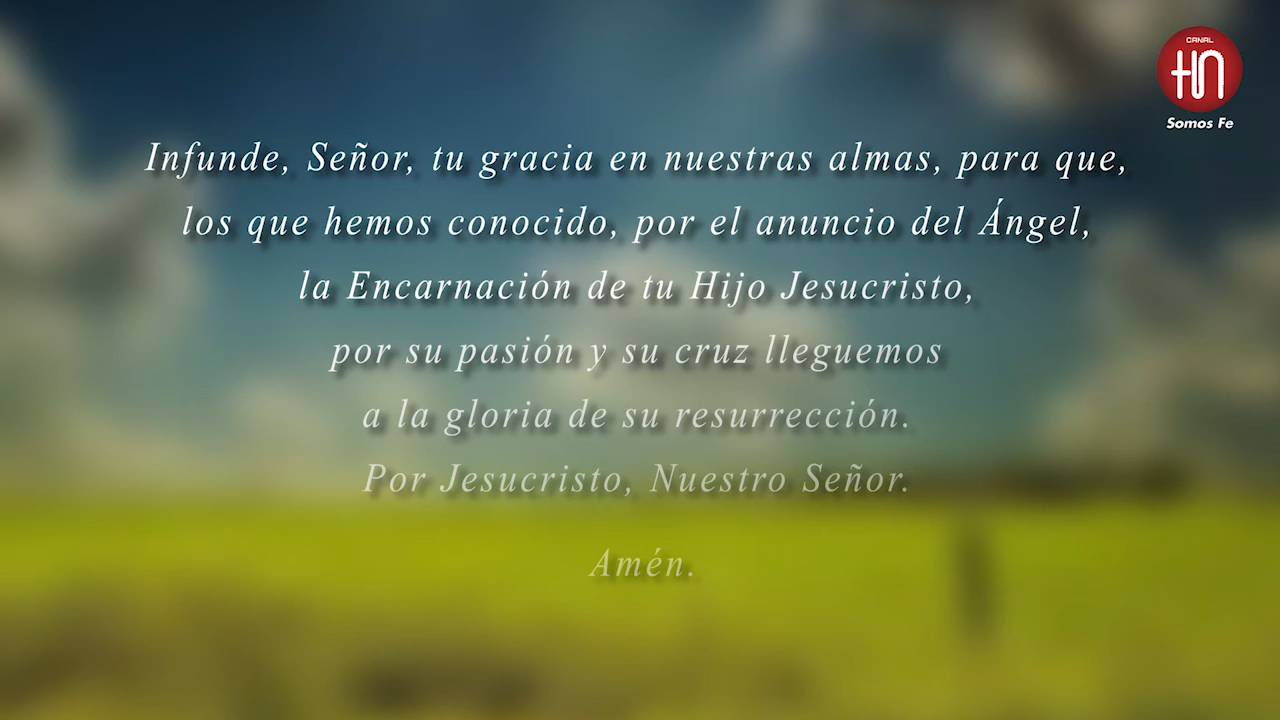 CANAL
HN
Somos Fe
Infunde, Señor, tu gracia en nuestras almas, para que,
los que hemos conocido, por el anuncio del Ángel,
la Encarnación de tu Hijo Jesucristo,
por su pasión y su cruz lleguemos
a la gloria de su resurrección.
Por Jesucristo, Nuestro Señor.
Amén.